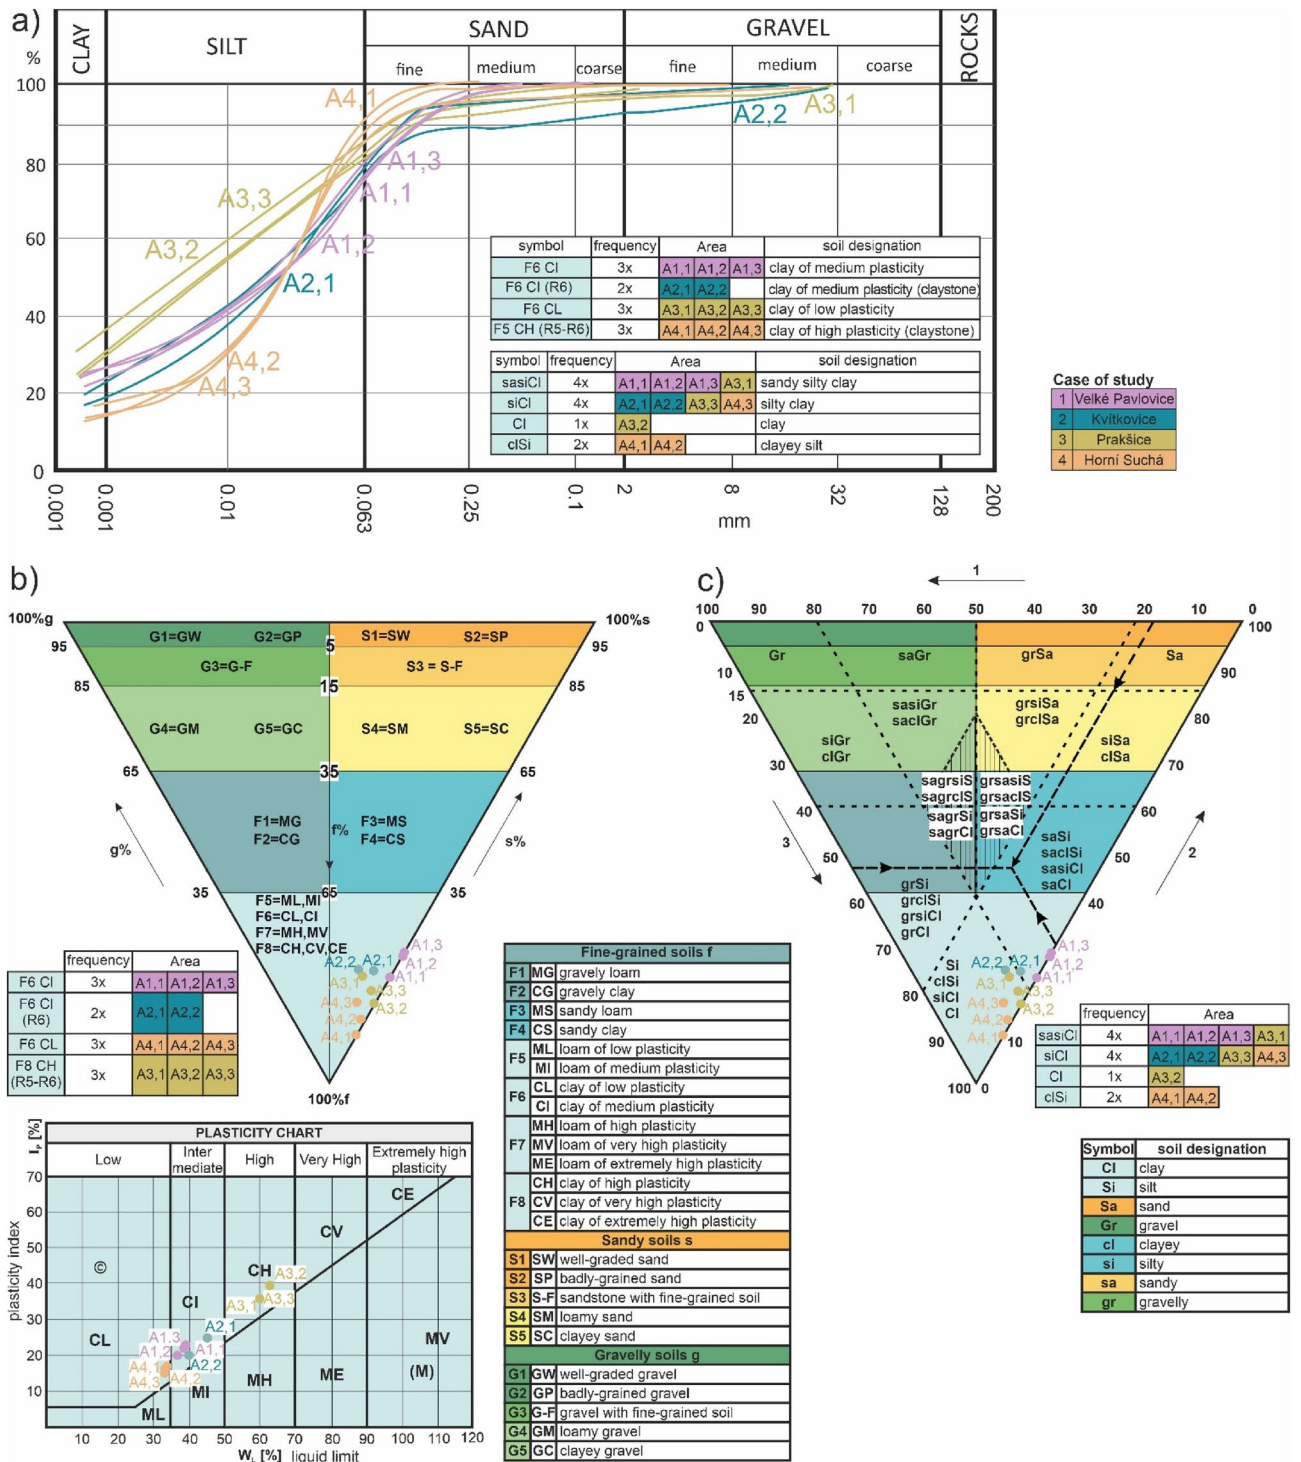 a)
CLAY
SILT
SAND
GRAVEL
ROCKS
fine
medium
coarse
fine
medium
coarse
%
100
80
60
40
20
0
A4,1
A2,2
A3,1
A1,3
A3,3
A1,1
A3,2
A1,2
A2,1
A4,2
A4,3
symbol frequency Area soil designation
F6 CI 3x A1,1 A1,2 A1,3 clay of medium plasticity
F6 CI (R6) 2x A2,1 A2,2 clay of medium plasticity (claystone)
F6 CL 3x A3,1 A3,2 A3,3 clay of low plasticity
F5 CH (R5-R6) 3x A4,1 A4,2 A4,3 clay of high plasticity (claystone)
symbol frequency Area soil designation
sasiCl 4x A1,1 A1,2 A1,3 A3,1 sandy silty clay
siCl 4x A2,1 A2,2 A3,3 A4,3 silty clay
Cl 1x A3,2 clay
clSi 2x A4,1 A4,2 clayey silt
0.001 0.001 0.01 0.063 0.25 0.1 2 8 32 128 200
mm
Case of study
1 Velké Pavlovice
2 Kvítkovice
3 Prakšice
4 Horní Suchá
b)
100%g
100%s
G1=GW G2=GP S1=SW S2=SP
95 5 95
G3=G-F S3 = S-F
85 15 85
G4=GM G5=GC S4=SM S5=SC
65 35 65
F1=MG
F2=CG
f%
F3=MS
F4=CS
g%
s%
35 65 35
F5=ML,MI
F6=CL,CI
F7=MH,MV
F8=CH,CV,CE
A1,3
A2,2 A2,1
A1,2
A3,1
A1,1
A3,3
A4,3
A3,2
A4,2
A4,1
100%f
frequency Area
F6 CI 3x A1,1 A1,2 A1,3
F6 CI
(R6) 2x A2,1 A2,2
F6 CL 3x A4,1 A4,2 A4,3
F8 CH
(R5-R6) 3x A3,1 A3,2 A3,3
PLASTICITY CHART
Low
Inter
mediate
High
Very High
Extremely high
plasticity
plasticity index
70
60
50
40
30
20
10
CE
CV
©
CH
A3,2
A3,1
A3,3
CI
A2,1
CL
A1,3
A1,1
A1,2
A2,2
A4,1
A4,2
A4,3
MI
ML
MH
ME
MV
(M)
10 20 30 40 50 60 70 80 90 100 110 120
WL [%] liquid limit
Fine-grained soils f
F1 MG gravely loam
F2 CG gravely clay
F3 MS sandy loam
F4 CS sandy clay
F5 ML loam of low plasticity
MI loam of medium plasticity
F6 CL clay of low plasticity
CI clay of medium plasticity
F7 MH loam of high plasticity
MV loam of very high plasticity
ME loam of extremely high plasticity
F8 CH clay of high plasticity
CV clay of very high plasticity
CE clay of extremely high plasticity
Sandy soils s
S1 SW well-graded sand
S2 SP badly-grained sand
S3 S-F sandstone with fine-grained soil
S4 SM loamy sand
S5 SC clayey sand
Gravelly soils g
G1 GW well-graded gravel
G2 GP badly-grained gravel
G3 G-F gravel with fine-grained soil
G4 GM loamy gravel
G5 GC clayey gravel
c)
1
100 90 80 70 60 50 40 30 20 10 0
0 100
Gr saGr grSa Sa
10 90
15
20 80
sasiGr
saclGr
grsiSa
grclSa
siGr
clGr
siSa
clSa
30 70
sagrsiS
sagrclS
grsasiS
grsaclS
40 60
sagrSi
sagrCl
grsaSi
grsaCl
3
saSi
saclSi
sasiCl
saCl
2
50 50
60 40
grSi
grclSi
grsiCl
grCl
70
Si
clSi
siCl
Cl
A1,3
A2,2 A2,1
A1,2
A1,1
A3,1
A3,3
A3,2
A4,3
A4,2
A4,1
80
90 10
100 0
frequency Area
sasiCl 4x A1,1 A1,2 A1,3 A3,1
siCl 4x A2,1 A2,2 A3,3 A4,3
Cl 1x A3,2
clSi 2x A4,1 A4,2
Symbol soil designation
Cl clay
Si silt
Sa sand
Gr gravel
cl clayey
si silty
sa sandy
gr gravelly